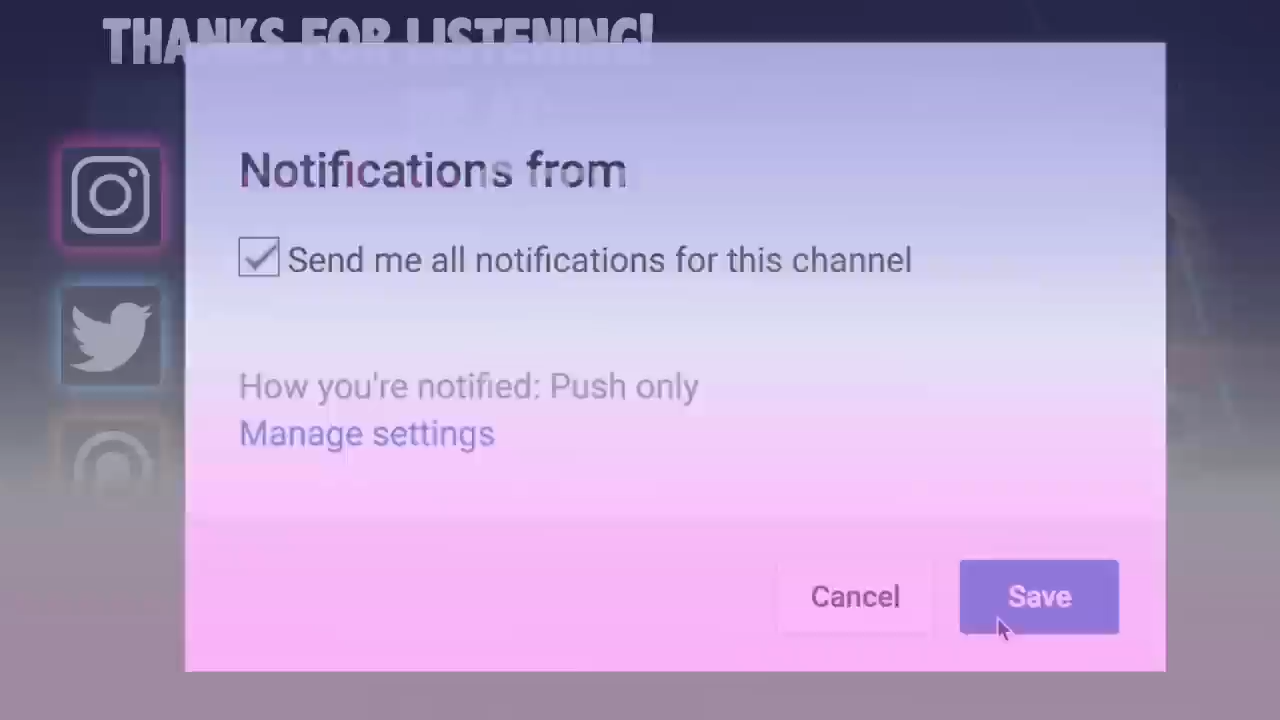 THANKS FOR LISTENING!
Notifications from
Send me all notifications for this channel
How you're notified: Push only
Manage settings
Cancel
Save